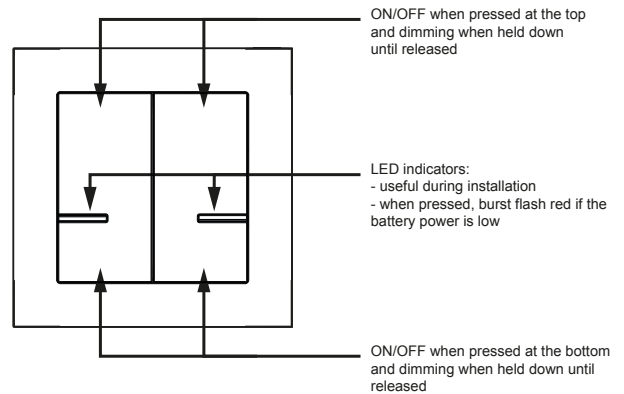 ON/OFF when pressed at the top
and dimming when held down
until released
LED indicators:
- useful during installation
- when pressed, burst flash red if the
battery power is low
ON/OFF when pressed at the bottom
and dimming when held down until
released